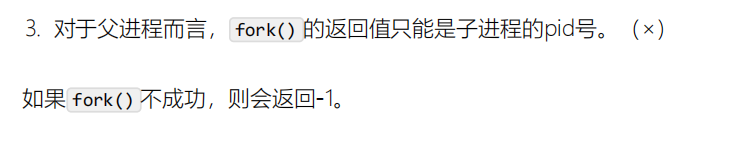 3. 对于父进程而言，fork()的返回值只能是子进程的pid号。（×）
如果fork()不成功，则会返回-1。